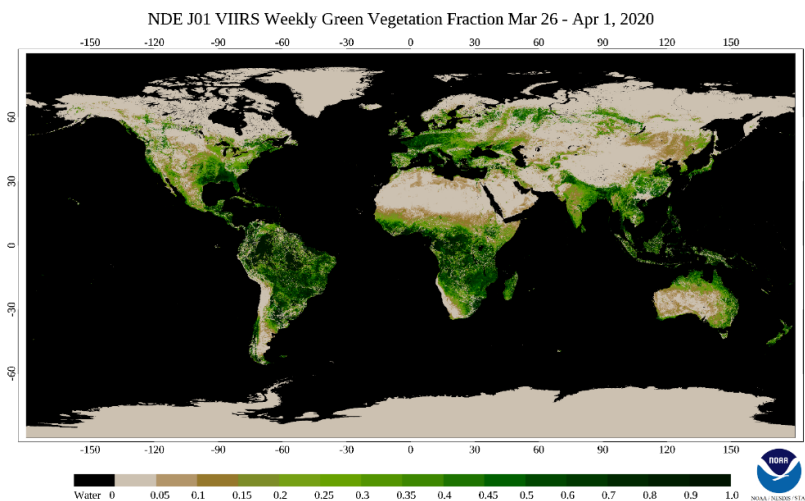 NDE J01 VIIRS Weekly Green Vegetation Fraction Mar 26 - Apr 1, 2020
-150 -120 -90 -60 -30 0 30 60 90 120 150
60
30
0
-30
-60
-150 -120 -90 -60 -30 0 30 60 90 120 150
NOAA
Water 0 0.05 0.1 0.15 0.2 0.25 0.3 0.35 0.4 0.45 0.5 0.6 0.7 0.8 0.9 1.0
NOAA / NESDIS / STAR